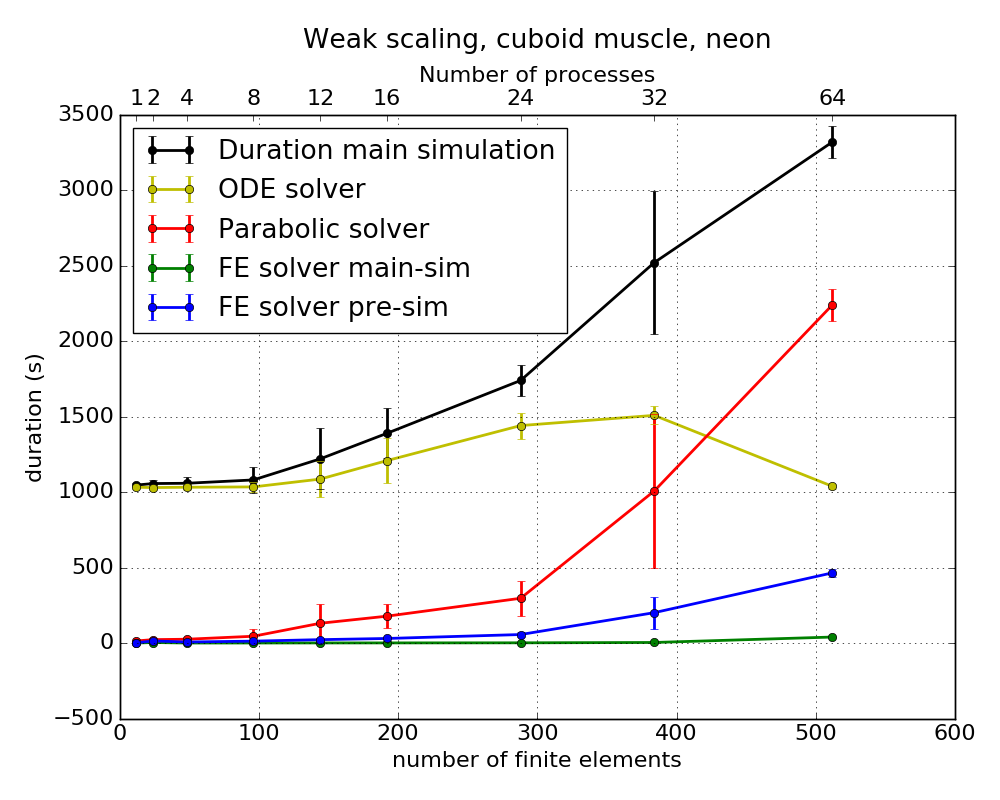 Weak scaling, cuboid muscle, neon
Number of processes
1 2 4 8 12 16 24 32 64
3500
3000
2500
2000
1500
1000
500
0
−500
Duration main simulation
ODE solver
Parabolic solver
FE solver main-sim
FE solver pre-sim
duration (s)
0 100 200 300 400 500 600
number of finite elements